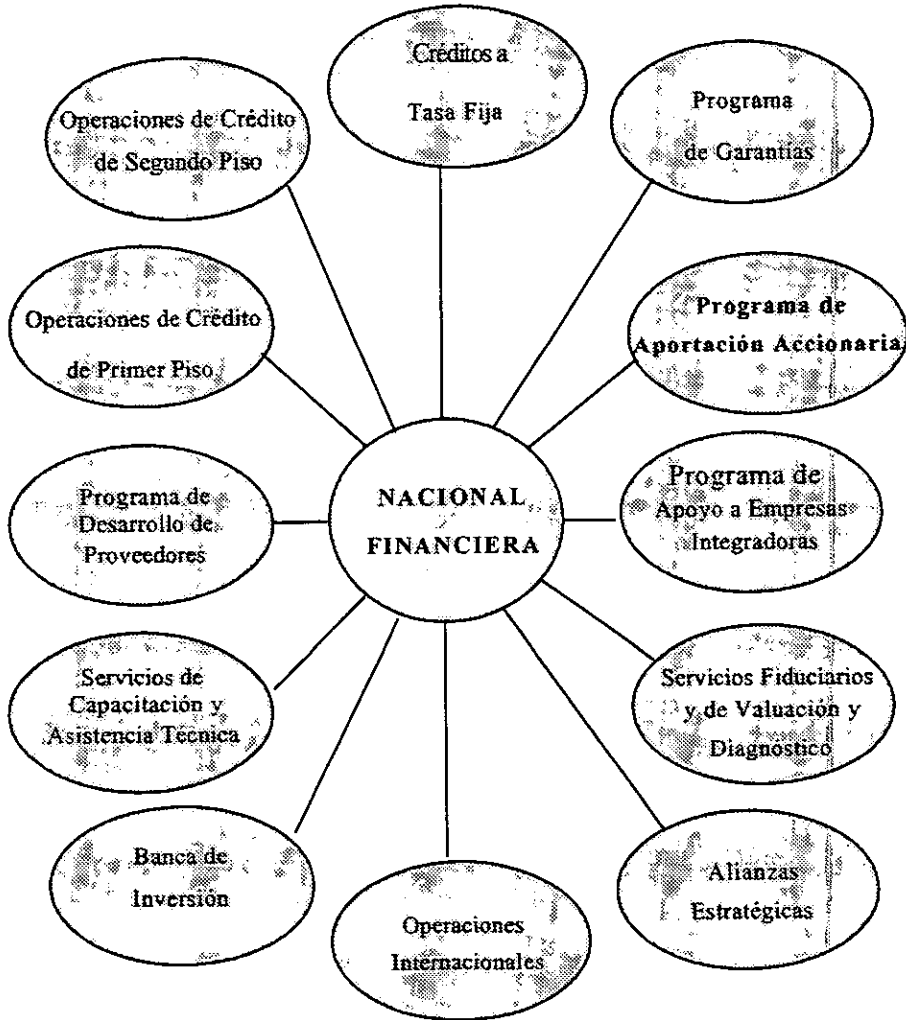 Créditos a
Tasa Fija
Operaciones de Crédito
de Segundo Piso
Programa
de Garantías
Operaciones de Crédito
de Primer Piso
Programa de
Aportación Accionaria
Programa de
Desarrollo de
Proveedores
NACIONAL
FINANCIERA
Programa de
Apoyo a Empresas
Integradoras
Servicios de
Capacitación y
Asistencia Técnica
Servicios Fiduciarios
y de Valuación y
Diagnóstico
Banca de
Inversión
Operaciones
Internacionales
Alianzas
Estratégicas